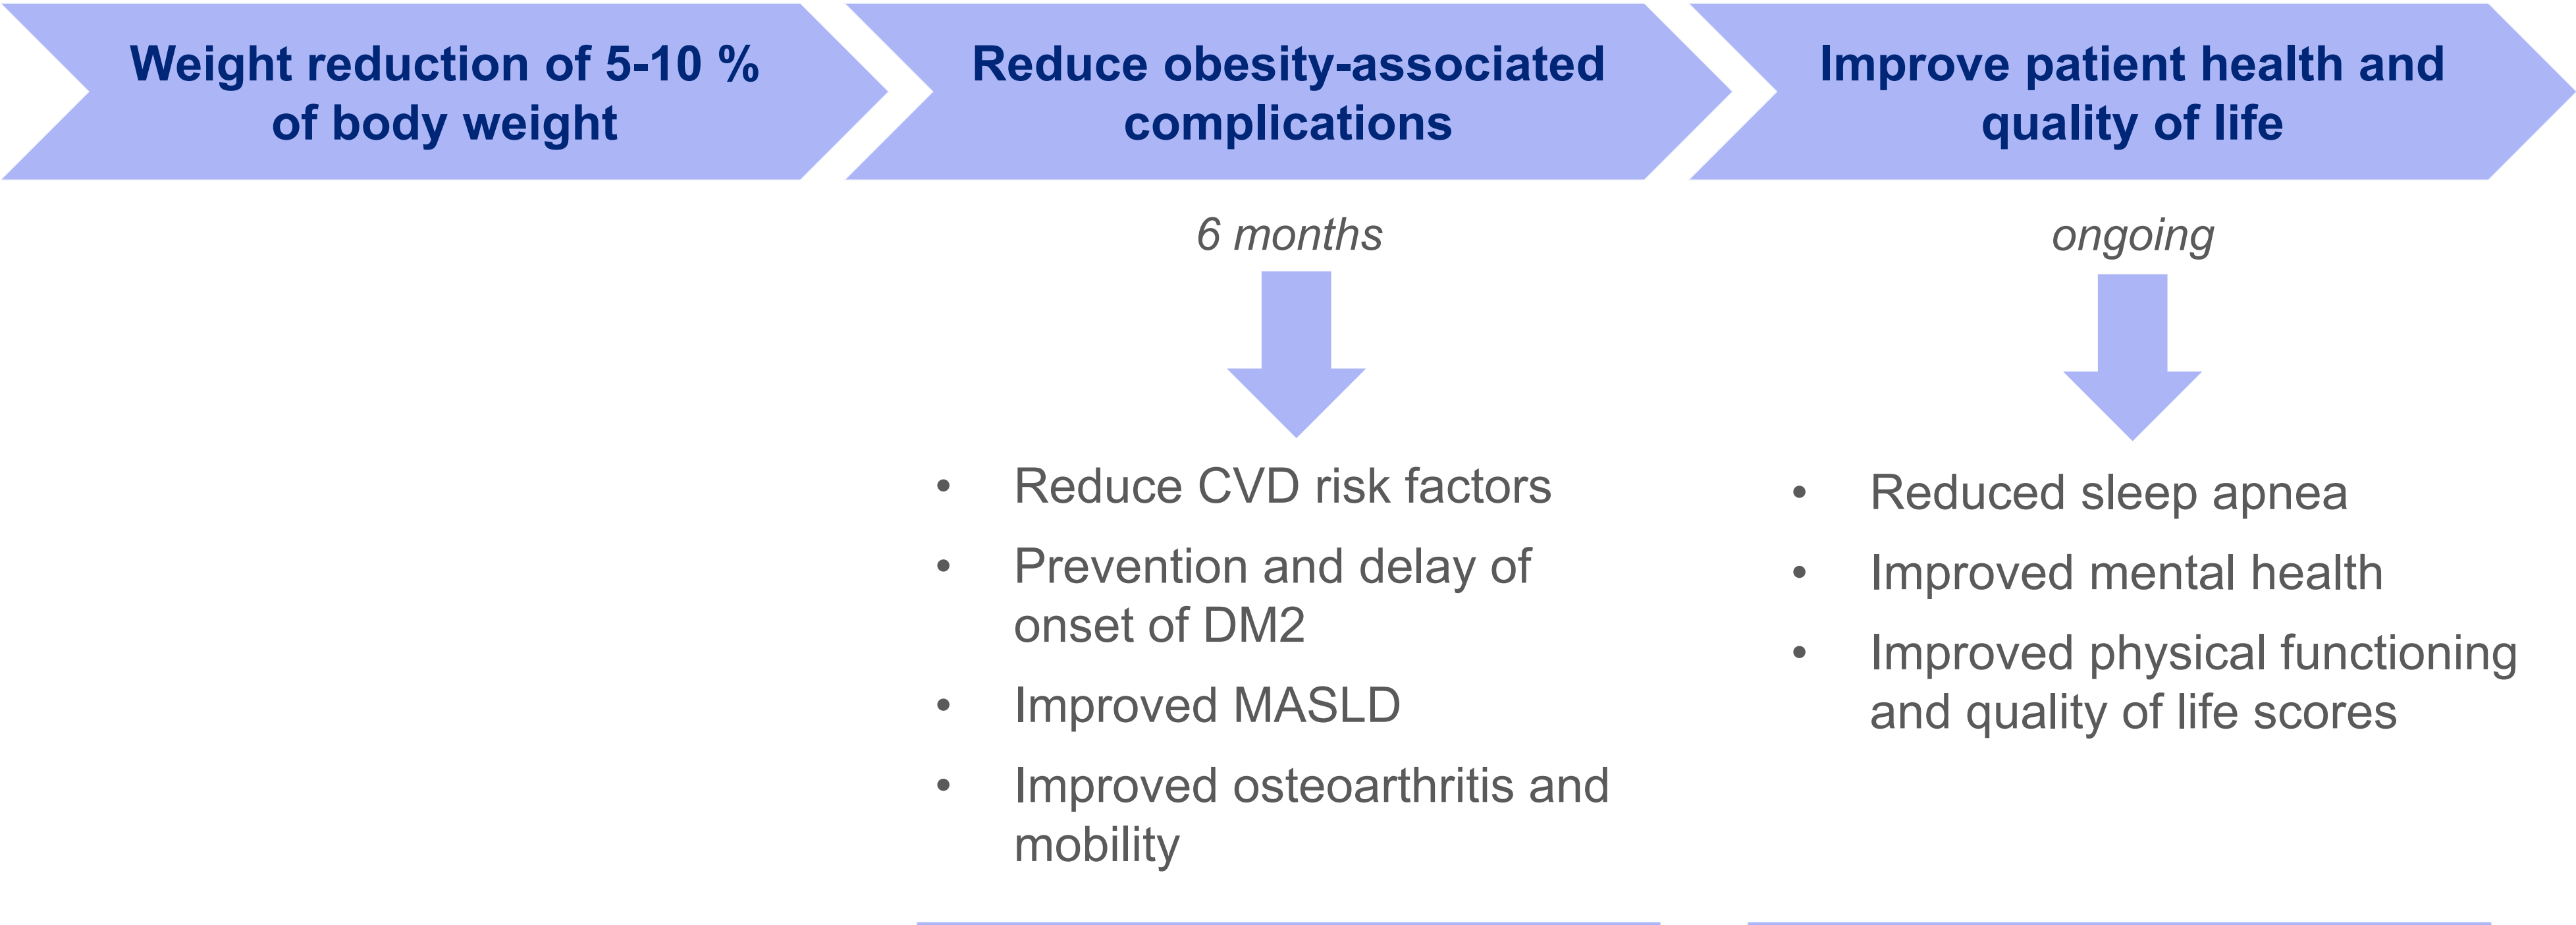 Weight reduction of 5-10 %
of body weight
Reduce obesity-associated
complications
Improve patient health and
quality of life
6 months
• Reduce CVD risk factors
• Prevention and delay of
onset of DM2
• Improved MASLD
• Improved osteoarthritis and
mobility
ongoing
• Reduced sleep apnea
• Improved mental health
• Improved physical functioning
and quality of life scores